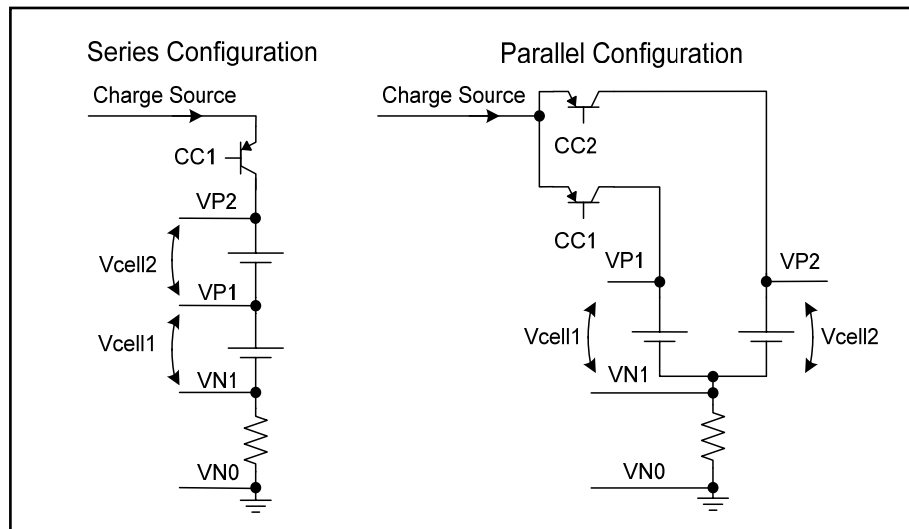 Series Configuration
Charge Source
CC1
VP2
Vcell2
VP1
Vcell1
VN1
VN0
Parallel Configuration
Charge Source
CC2
CC1
VP1
VP2
Vcell1
Vcell2
VN1
VN0